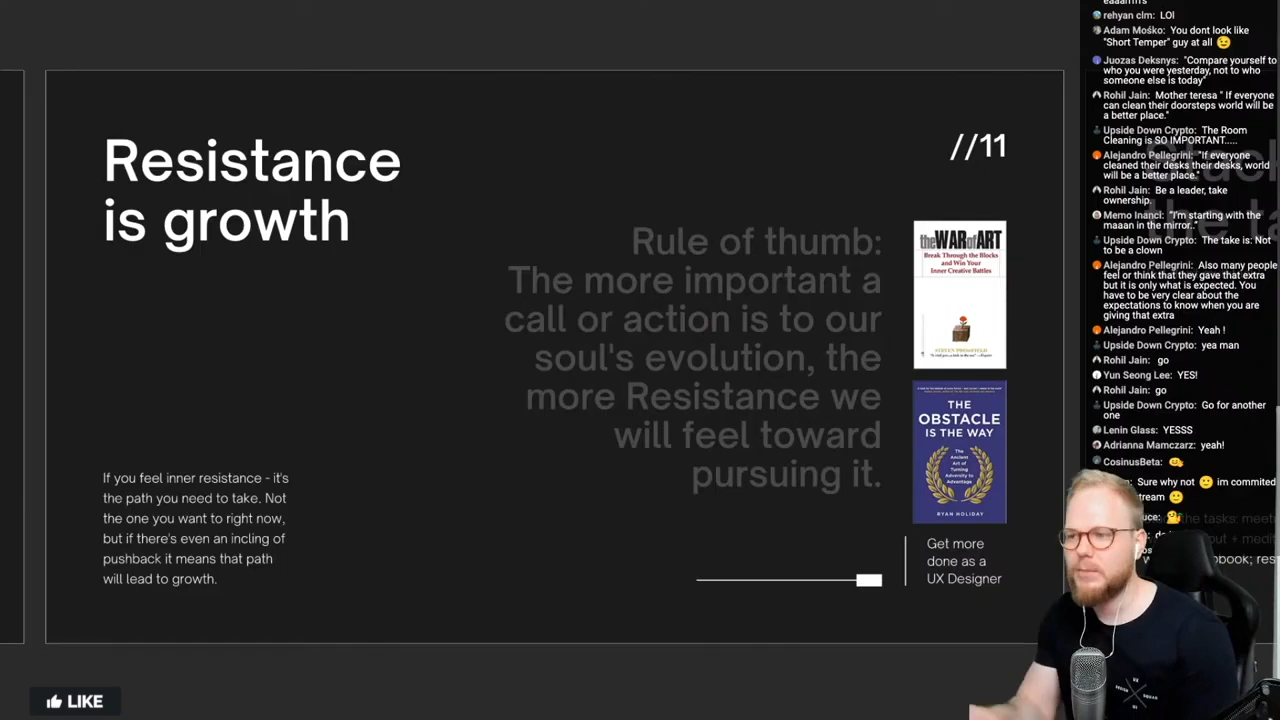 Resistance
is growth
//11
Rule of thumb:
The more important a
call or action is to our
soul's evolution, the
more Resistance we
will feel toward
pursuing it.
theWARofART
Break Through the Blocks
and Win Your
Inner Creative Battles
STEVEN PRESSFIELD
THE
OBSTACLE
IS THE WAY
The
Ancient
Art of
Turning
Adversity to
Advantage
RYAN HOLIDAY
If you feel inner resistance - it's
the path you need to take. Not
the one you want to right now,
but if there's even an incling of
pushback it means that path
will lead to growth.
Get more
done as a
UX Designer
LIKE
rehyan clm: LOl
Adam Mośko: You dont look like
"Short Temper" guy at all 😉
Juozas Deksnys: "Compare yourself to
who you were yesterday, not to who
someone else is today"
Rohil Jain: Mother teresa " If everyone
can clean their doorsteps world will be
a better place."
Upside Down Crypto: The Room
Cleaning is SO IMPORTANT.....
Alejandro Pellegrini: "If everyone
cleaned their desks their desks, world
will be a better place."
Rohil Jain: Be a leader, take
ownership.
Memo Inanci: "I'm starting with the
maaan in the mirror.."
Upside Down Crypto: The take is: Not
to be a clown
Alejandro Pellegrini: Also many people
feel or think that they gave that extra
but it is only what is expected. You
have to be very clear about the
expectations to know when you are
giving that extra
Alejandro Pellegrini: Yeah !
Upside Down Crypto: yea man
Rohil Jain: go
Yun Seong Lee: YES!
Rohil Jain: go
Upside Down Crypto: Go for another
one
Lenin Glass: YESSS
Adrianna Mamczarz: yeah!
CosinusBeta:
Sure why not 🙂 im commited
stream 🙂